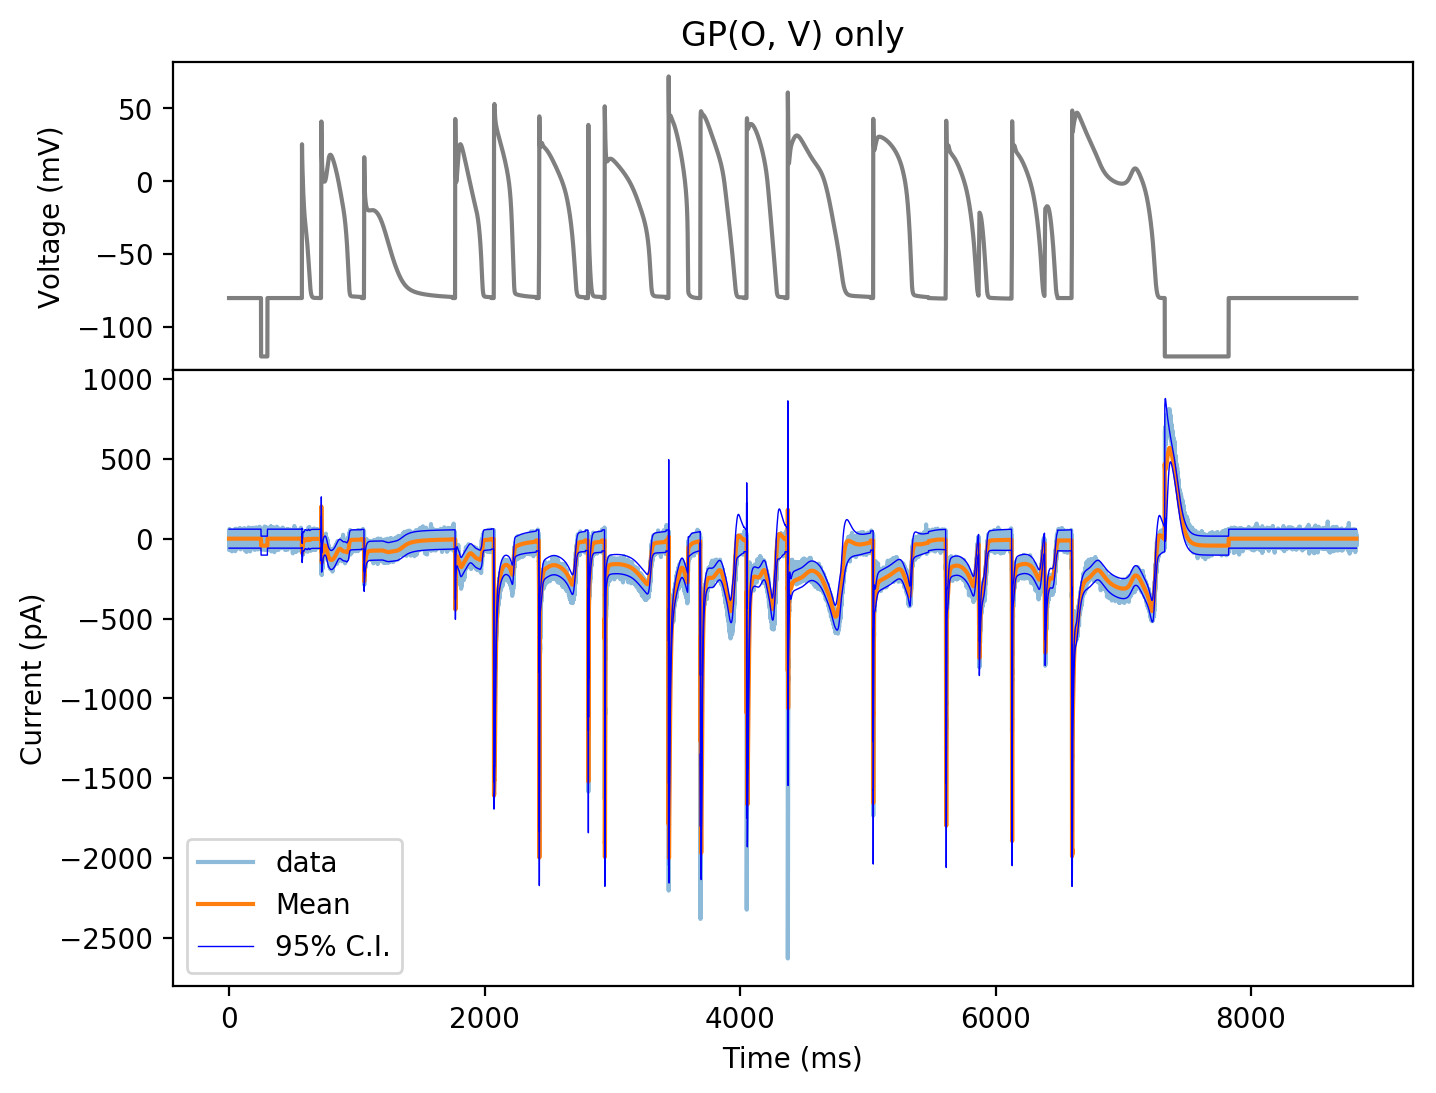 GP(O, V) only
Voltage (mV)
50
0
−50
−100
Current (pA)
1000
500
0
−500
−1000
−1500
−2000
−2500
data
Mean
95% C.I.
0 2000 4000 6000 8000
Time (ms)